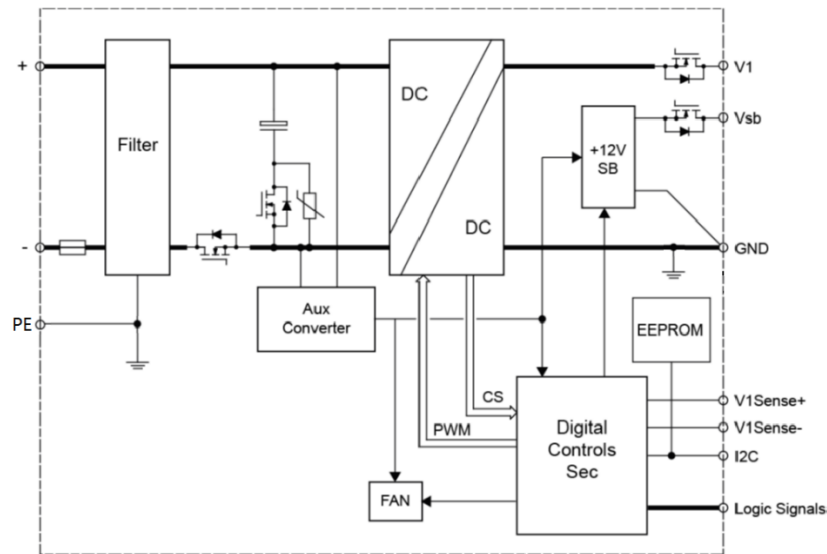 +
DC
V1
Filter
Vsb
+12V
SB
DC
-
GND
PE
Aux
Converter
EEPROM
CS
PWM
Digital
Controls
Sec
V1Sense+
V1Sense-
I2C
FAN
Logic Signals